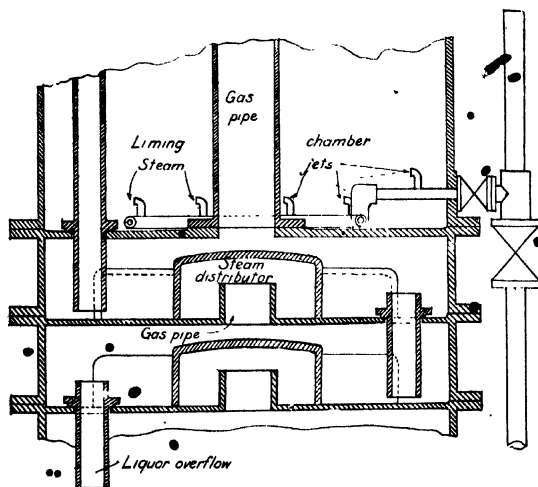 Gas
pipe
Liming
Steam
chamber
jets
Steam
distributor
Gas pipe
Liquor overflow